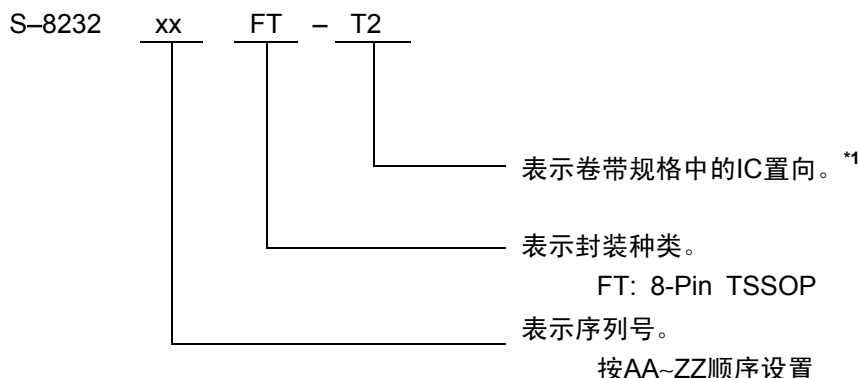 S–8232 xx FT – T2
表示卷带规格中的IC置向。*1
表示封装种类。
FT: 8-Pin TSSOP
表示序列号。
按AA~ZZ顺序设置